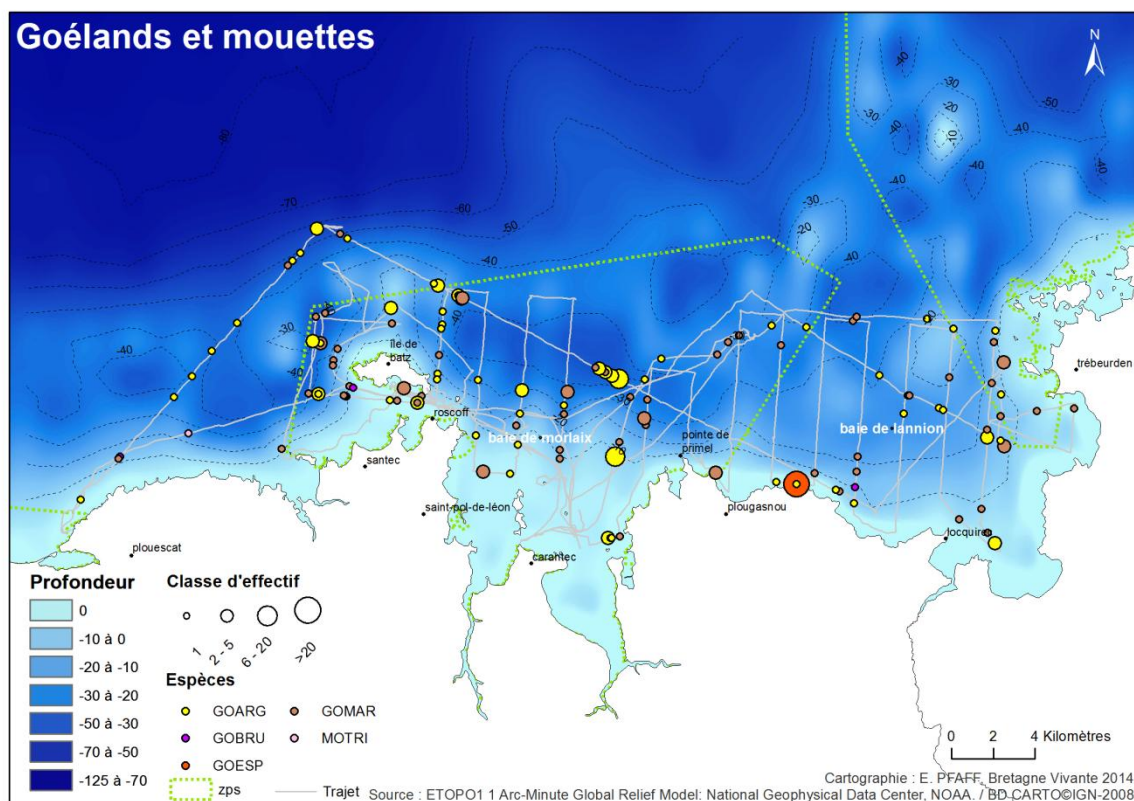 Goélands et mouettes
N
-80
-70
-60
-50
-40
-30
-20
-10
-40
-50
-40
île de batz
roscoff
santec
baie de morlaix
pointe de primel
baie de lannion
trébeurden
saint-pol-de-léon
plougasnou
locquirec
plouescat
carantec
Profondeur
0
-10 à 0
-20 à -10
-30 à -20
-50 à -30
-70 à -50
-125 à -70
Classe d'effectif
1
2 - 5
6 - 20
>20
Espèces
GOARG
GOMAR
GOBRU
MOTRI
GOESP
zps
Trajet
0 2 4 Kilomètres
Cartographie : E. PFAFF, Bretagne Vivante 2014
Source : ETOPO1 1 Arc-Minute Global Relief Model: National Geophysical Data Center, NOAA. / BD CARTO©IGN-2008